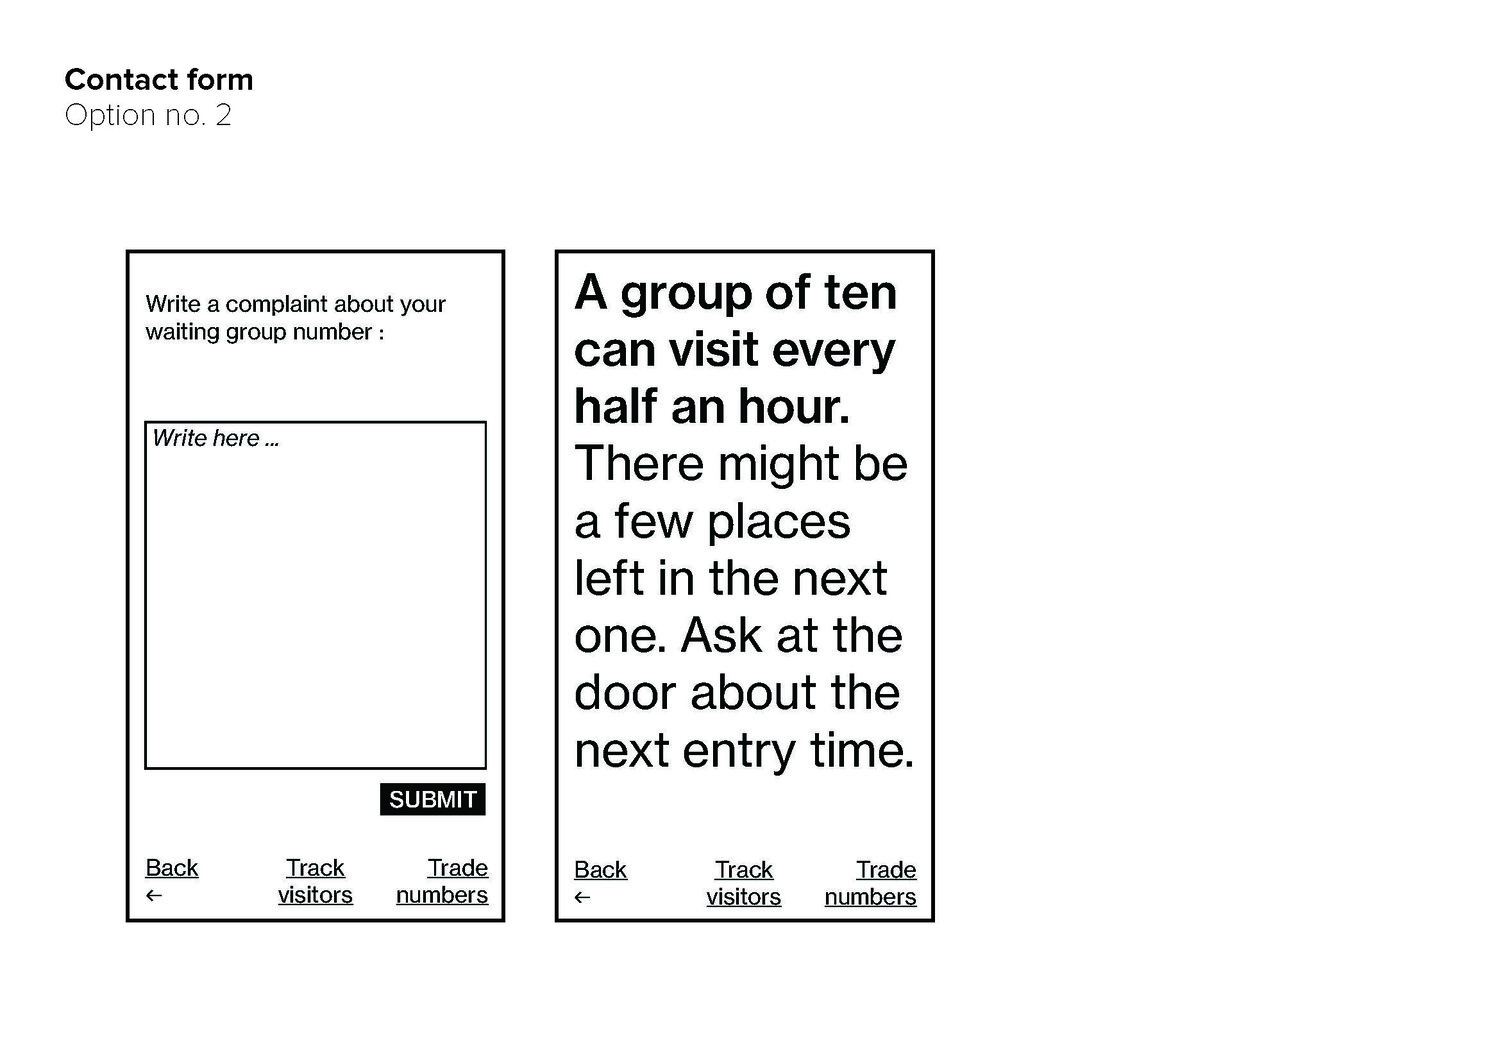 Contact form
Option no. 2
Write a complaint about your
waiting group number :
Write here ...
SUBMIT
Back
←
Track
visitors
Trade
numbers
A group of ten
can visit every
half an hour.
There might be
a few places
left in the next
one. Ask at the
door about the
next entry time.
Back
←
Track
visitors
Trade
numbers